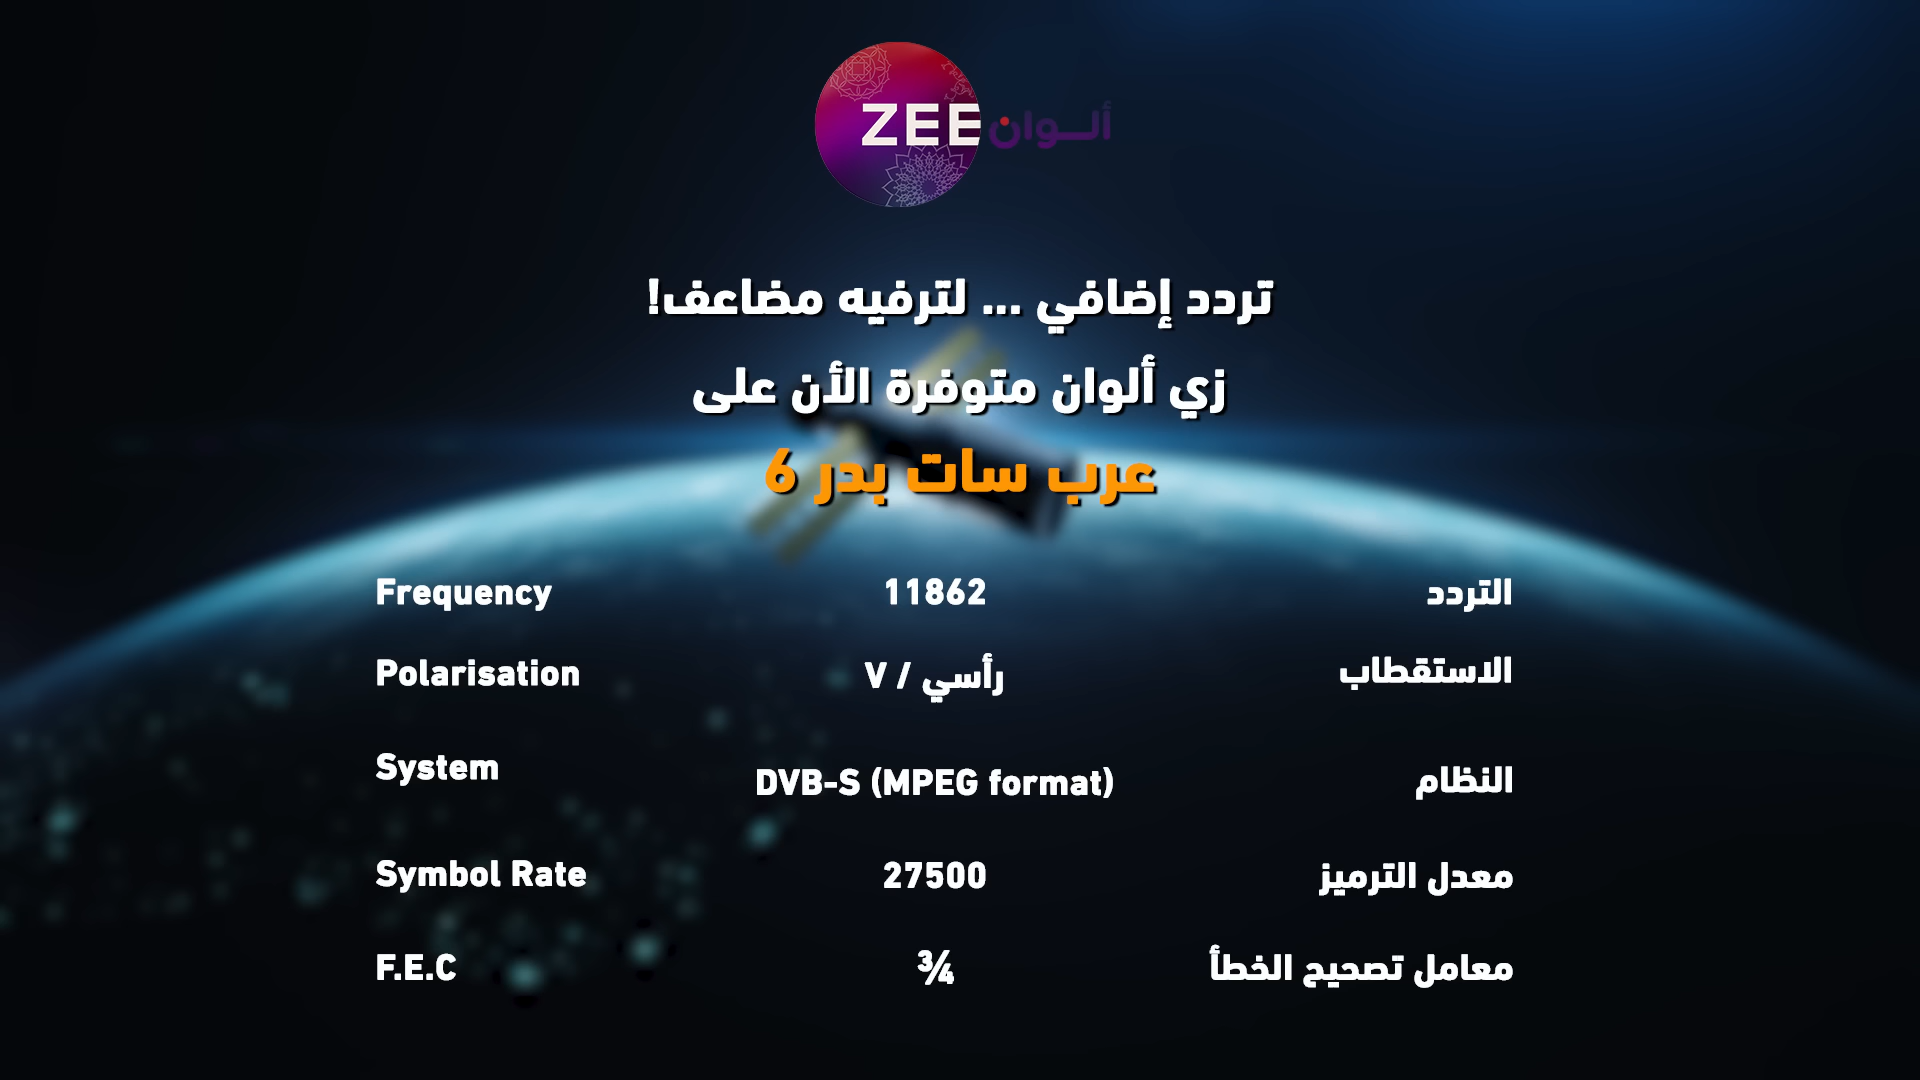 ZEE ألـوان
تردد إضافي ... لترفيه مضاعف!
زي ألوان متوفرة الأن على
عرب سات بدر 6
Frequency 11862 التردد
Polarisation رأسي / V الاستقطاب
System DVB-S (MPEG format) النظام
Symbol Rate 27500 معدل الترميز
F.E.C ¾ معامل تصحيح الخطأ